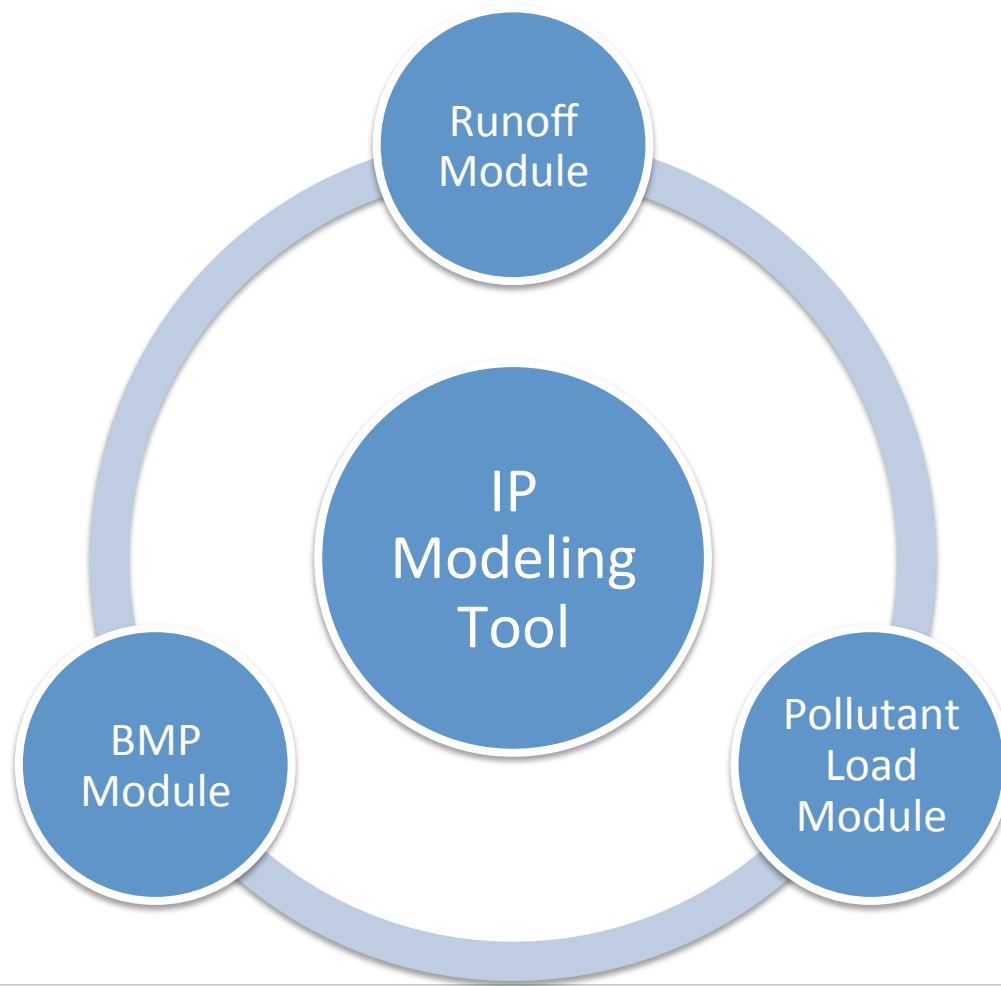 Runoff
Module
IP
Modeling
Tool
BMP
Module
Pollutant
Load
Module